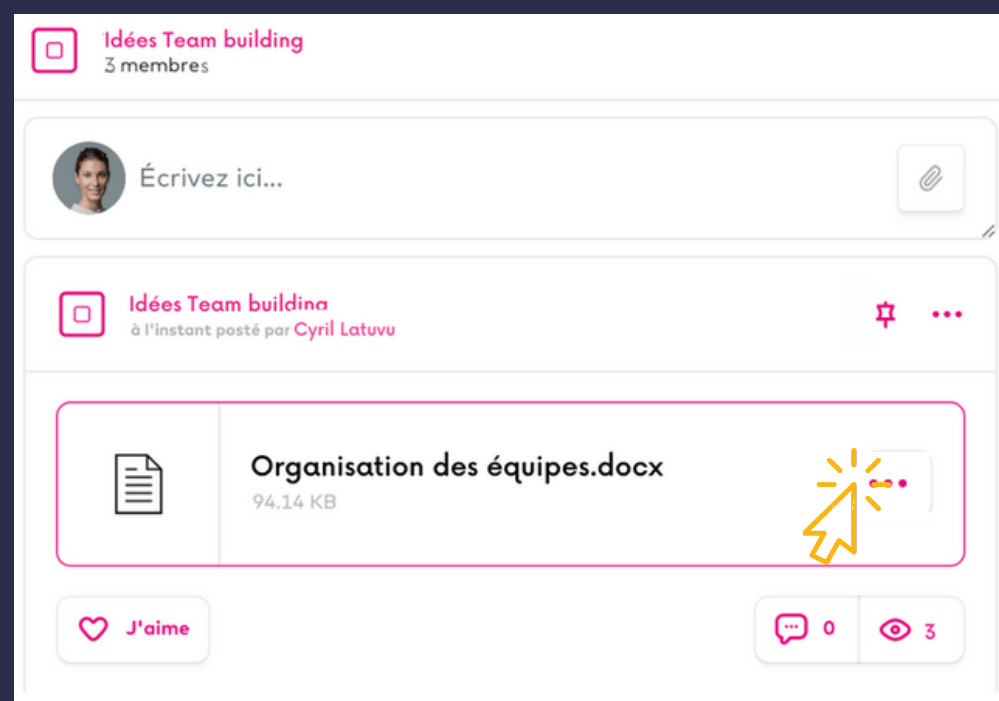 Idées Team building
3 membres
Écrivez ici...
Idées Team building
à l'instant posté par Cyril Latuvu
Organisation des équipes.docx
94.14 KB
J'aime
0
3